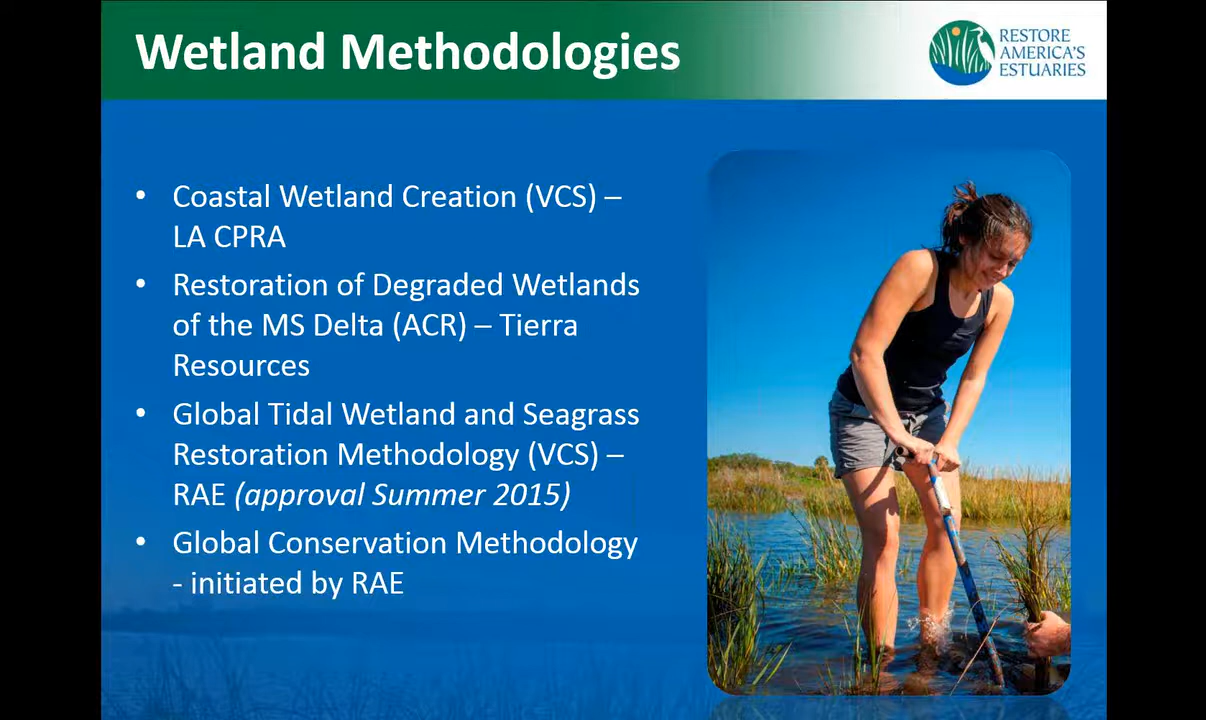 Wetland Methodologies
RESTORE
AMERICA'S
ESTUARIES
• Coastal Wetland Creation (VCS) –
LA CPRA
• Restoration of Degraded Wetlands
of the MS Delta (ACR) – Tierra
Resources
• Global Tidal Wetland and Seagrass
Restoration Methodology (VCS) –
RAE (approval Summer 2015)
• Global Conservation Methodology
- initiated by RAE